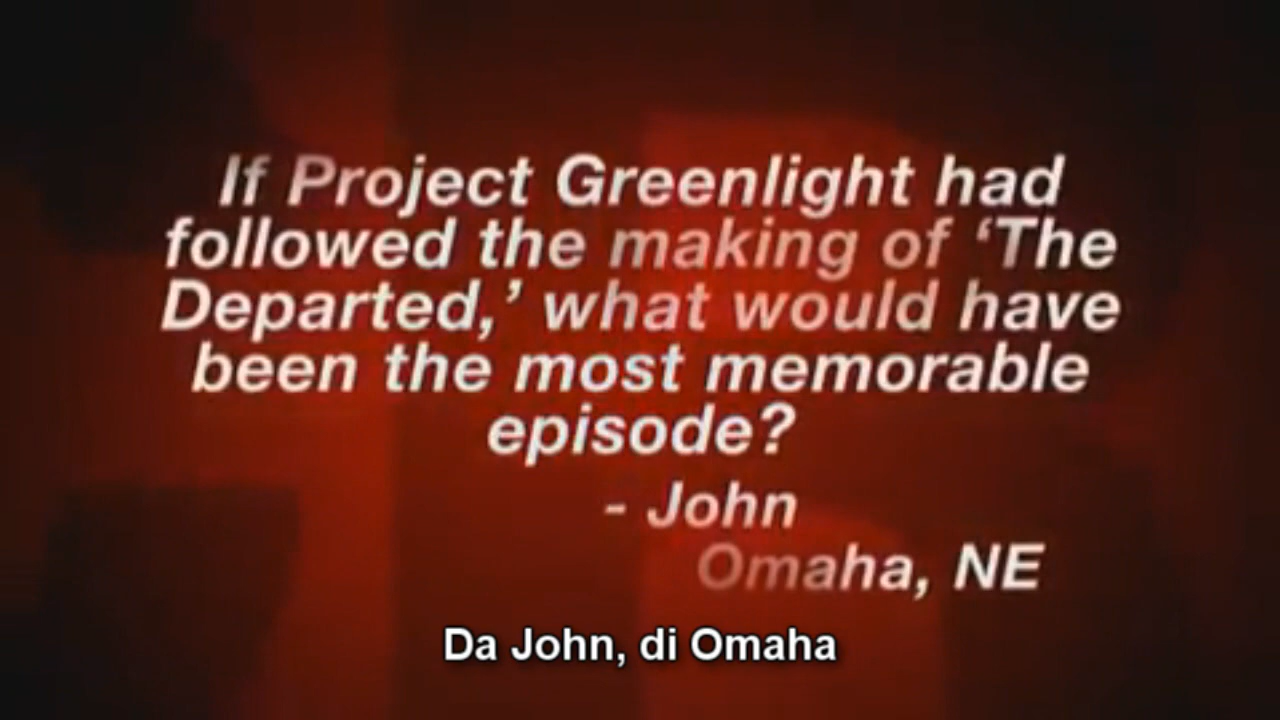 If Project Greenlight had
followed the making of ‘The
Departed,’ what would have
been the most memorable
episode?
- John
Omaha, NE
Da John, di Omaha